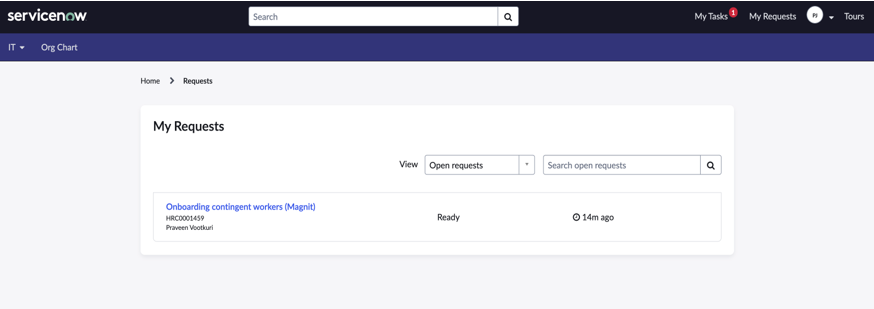 servicenow
Search
My Tasks 1
My Requests
PJ
Tours
IT
Org Chart
Home > Requests
My Requests
View
Open requests
Search open requests
Onboarding contingent workers (Magnit)
HRC0001459
Praveen Vootkuri
Ready
14m ago